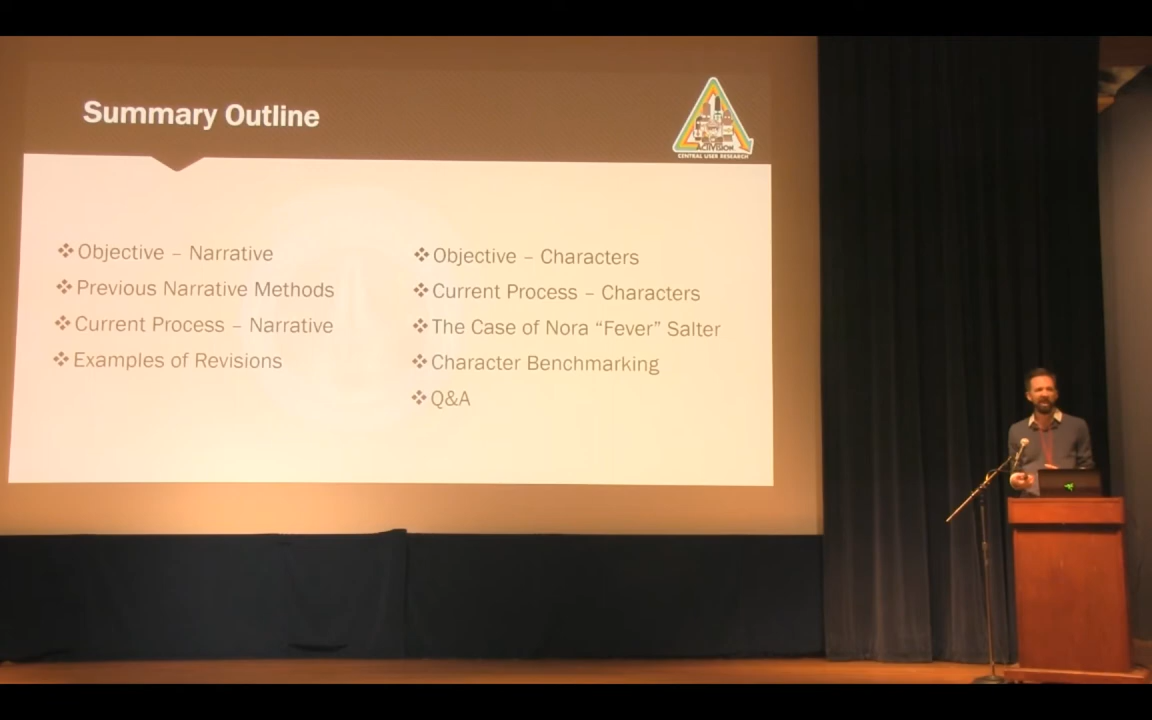 Summary Outline
ACTIVISION
CENTRAL USER RESEARCH
❖ Objective – Narrative
❖ Previous Narrative Methods
❖ Current Process – Narrative
❖ Examples of Revisions
❖ Objective – Characters
❖ Current Process – Characters
❖ The Case of Nora “Fever” Salter
❖ Character Benchmarking
❖ Q&A